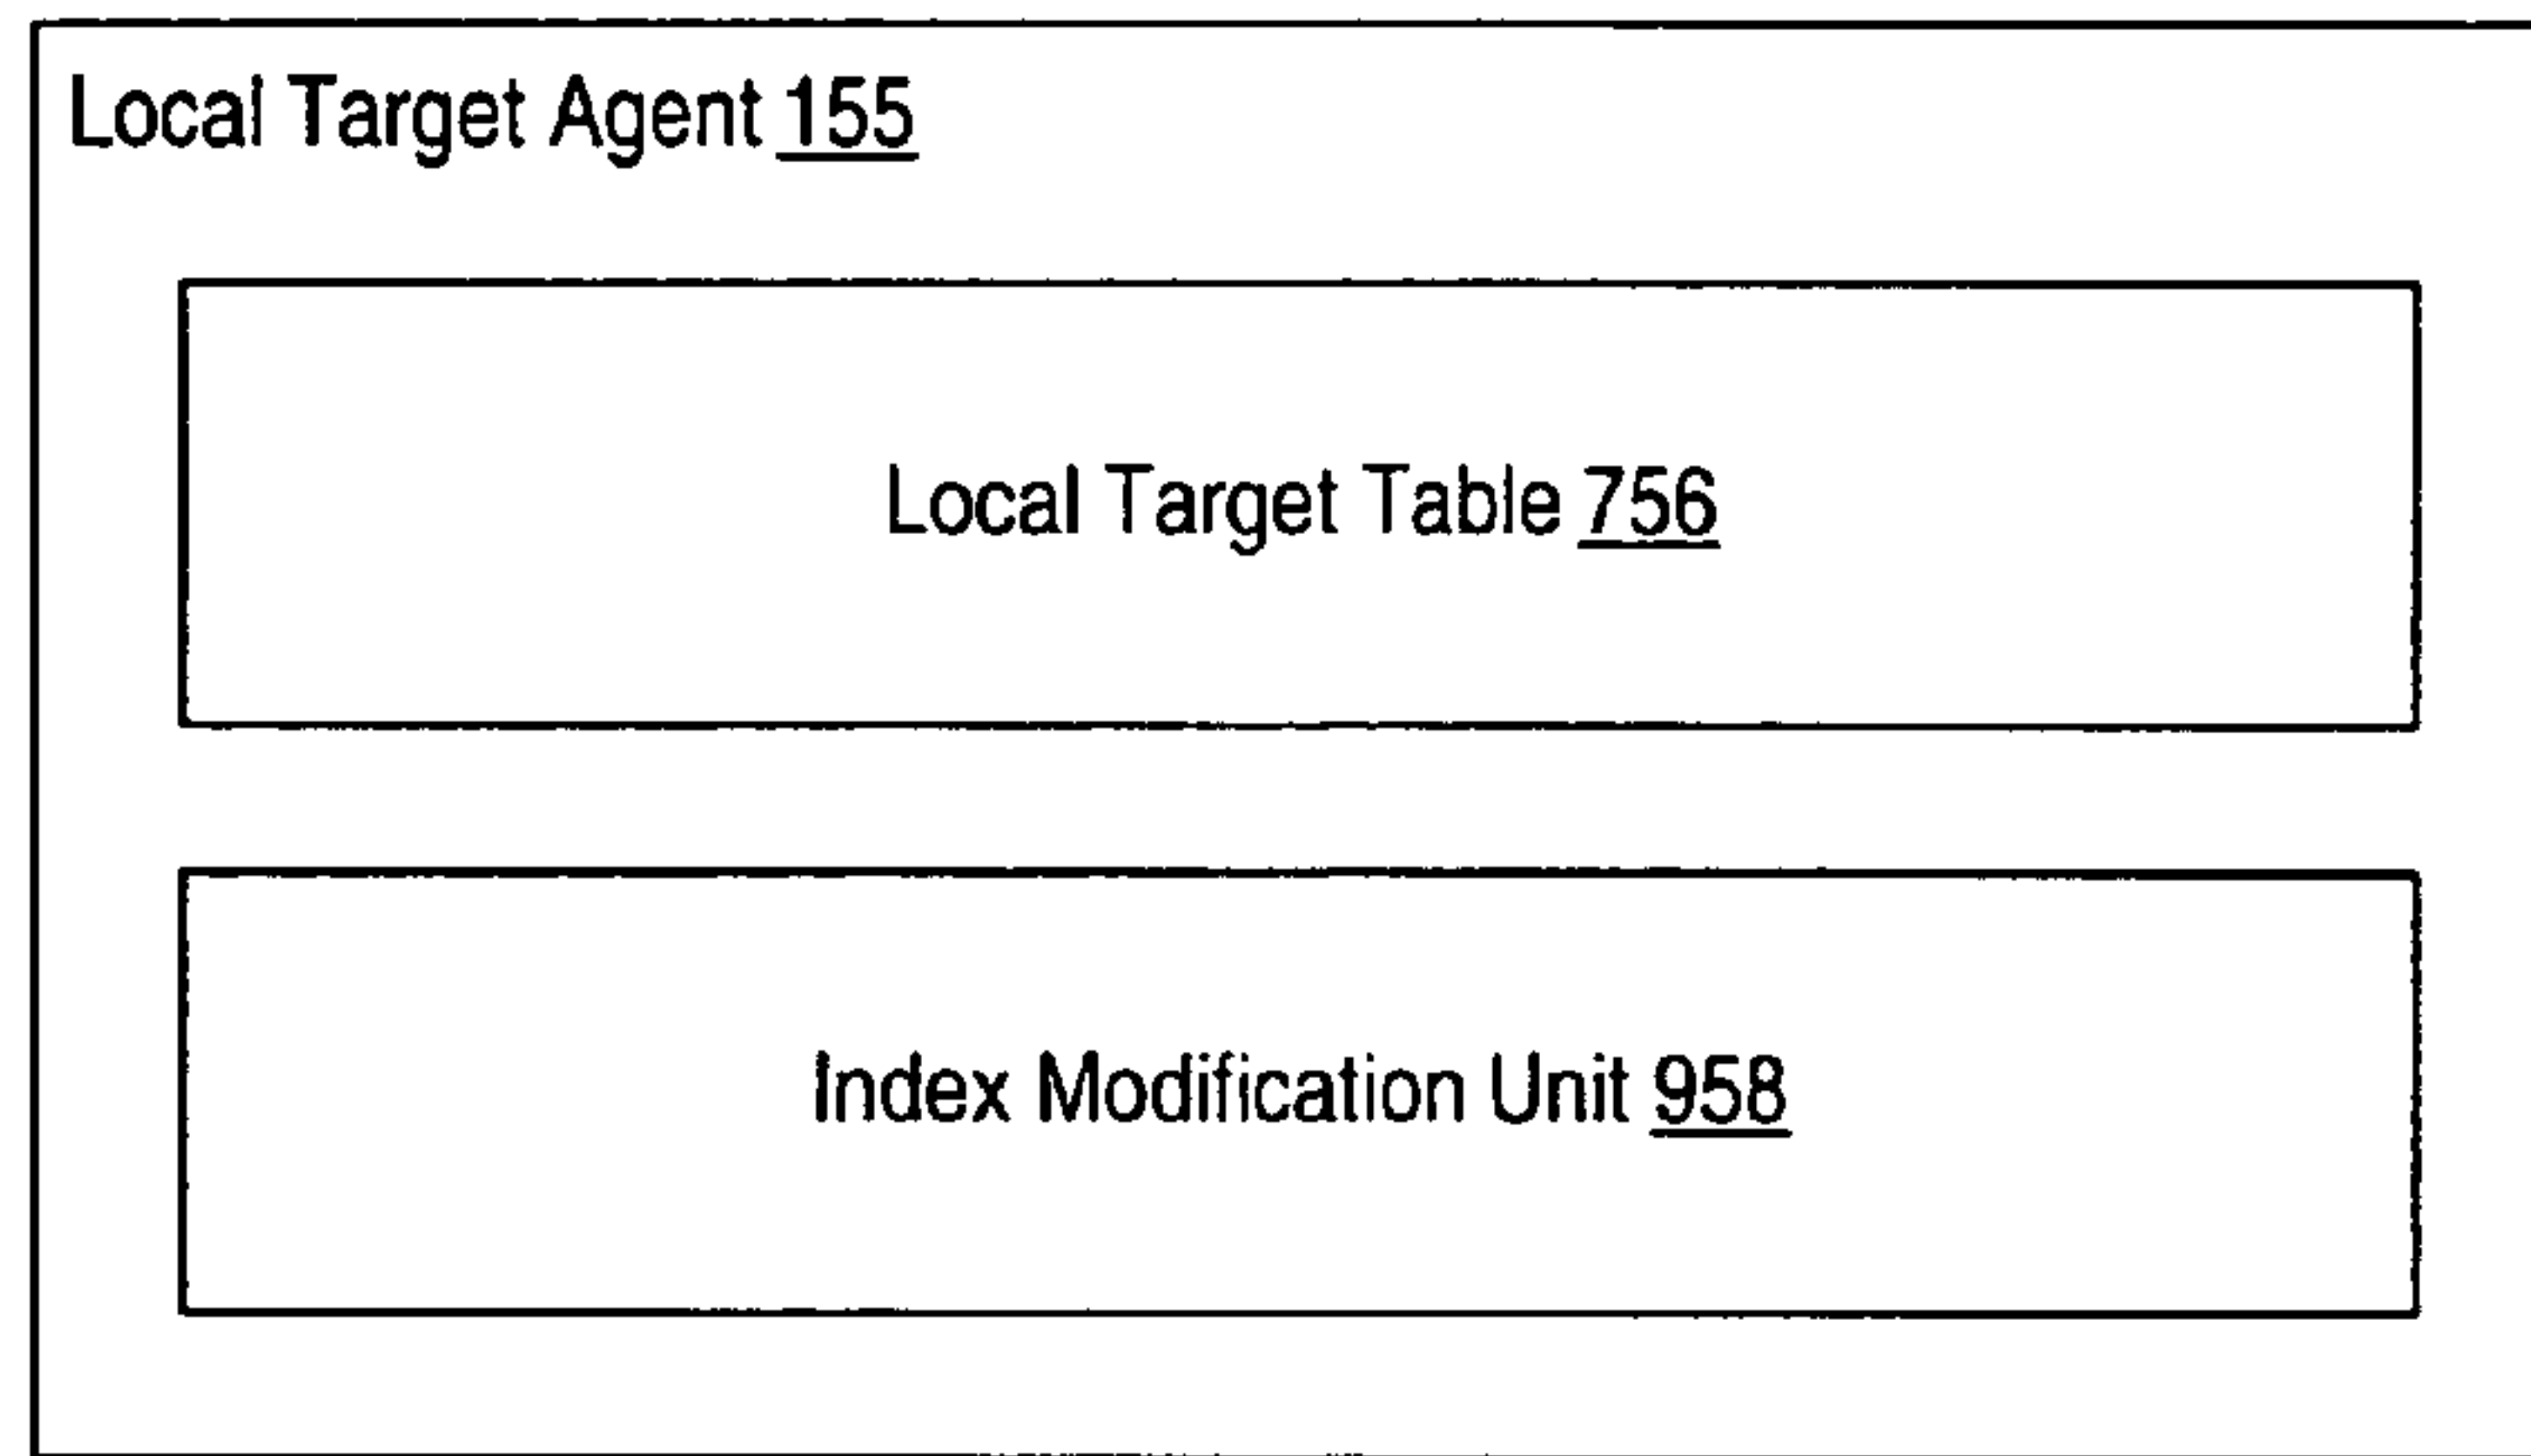 Local Target Agent 155
Local Target Table 756
Index Modification Unit 958